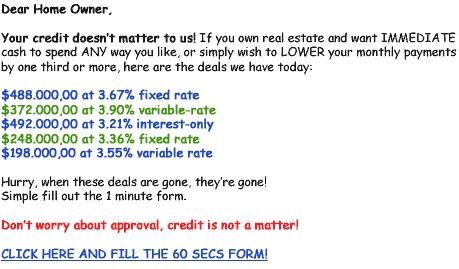 Dear Home Owner,
Your credit doesn't matter to us! If you own real estate and want IMMEDIATE
cash to spend ANY way you like, or simply wish to LOWER your monthly payments
by one third or more, here are the deals we have today:
$488.000,00 at 3.67% fixed rate
$372.000,00 at 3.90% variable-rate
$492.000,00 at 3.21% interest-only
$248.000,00 at 3.36% fixed rate
$198.000,00 at 3.55% variable rate
Hurry, when these deals are gone, they're gone!
Simple fill out the 1 minute form.
Don't worry about approval, credit is not a matter!
CLICK HERE AND FILL THE 60 SECS FORM!